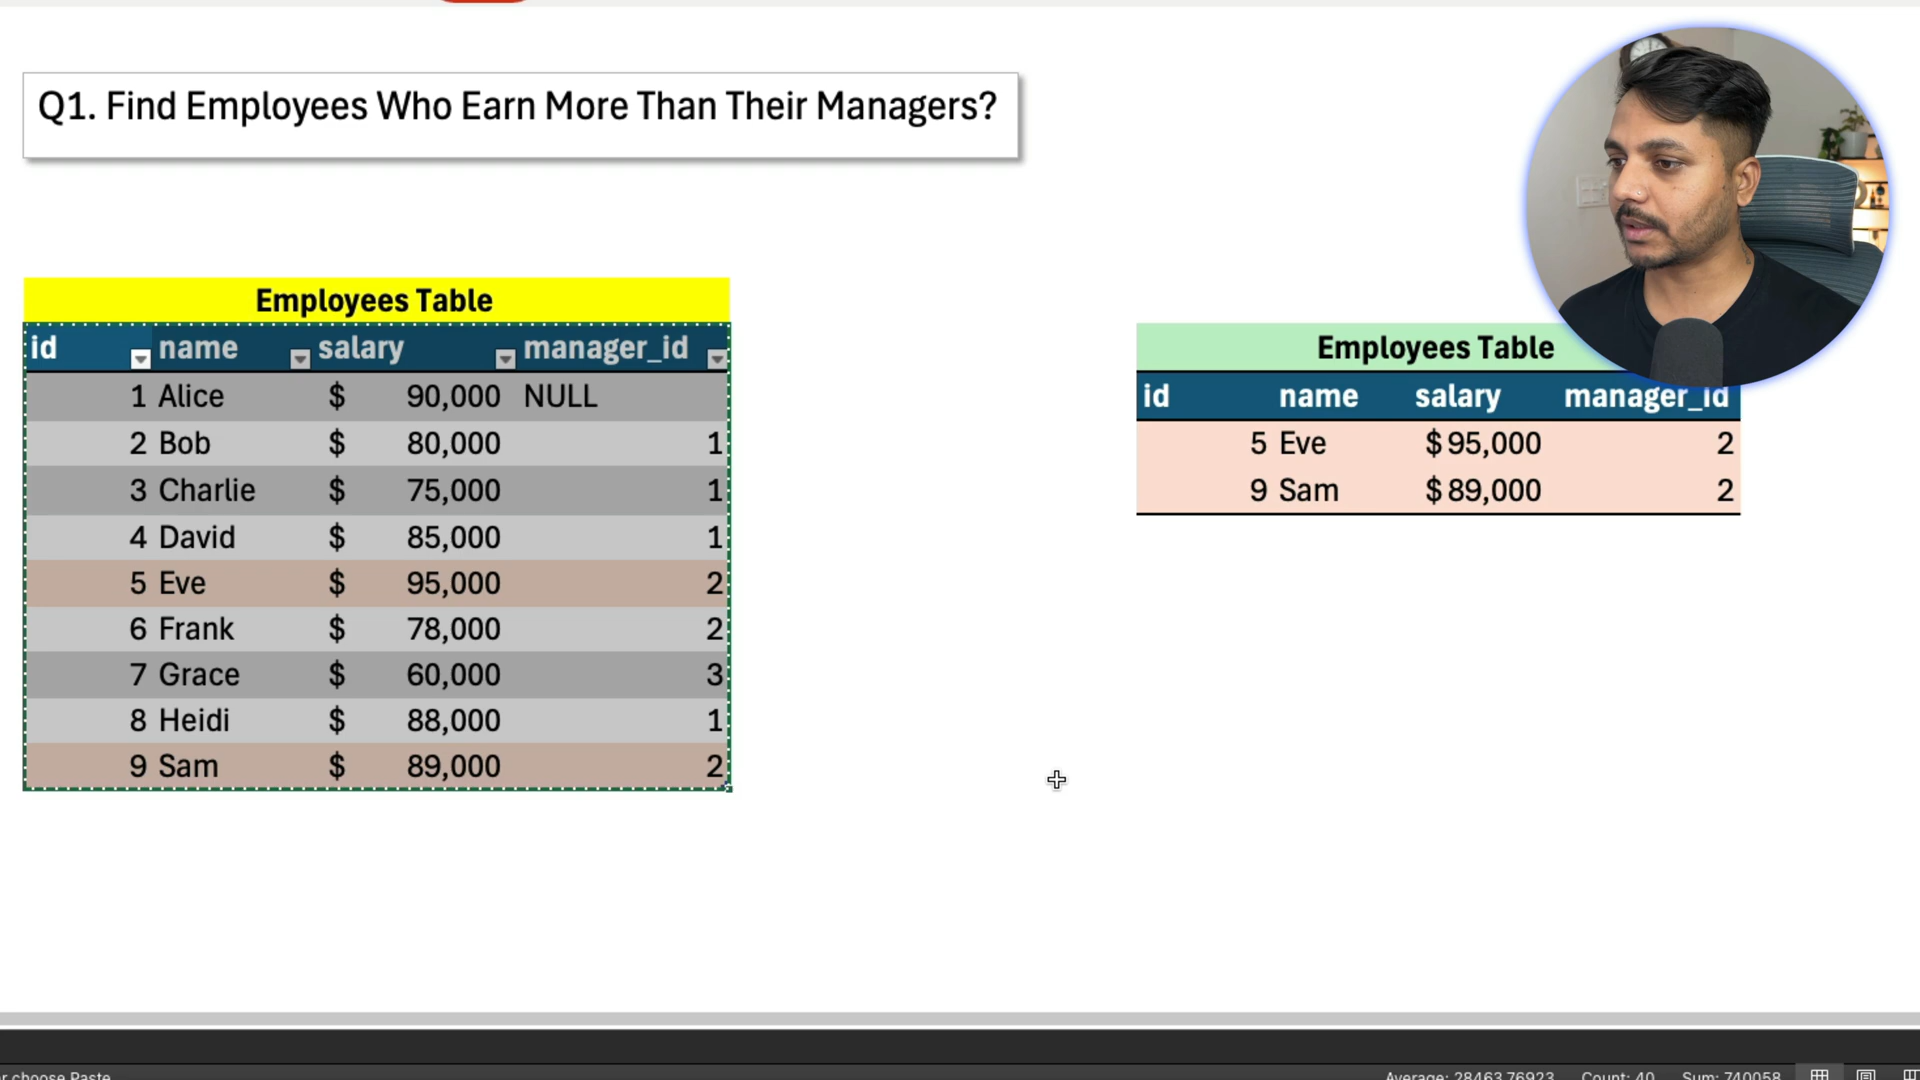 Q1. Find Employees Who Earn More Than Their Managers?
Employees Table
id name salary manager_id
1 Alice $ 90,000 NULL
2 Bob $ 80,000 1
3 Charlie $ 75,000 1
4 David $ 85,000 1
5 Eve $ 95,000 2
6 Frank $ 78,000 2
7 Grace $ 60,000 3
8 Heidi $ 88,000 1
9 Sam $ 89,000 2
Employees Table
id name salary manager_id
5 Eve $95,000 2
9 Sam $89,000 2
r choose Paste
Average: 28463.76923 Count: 40 Sum: 740058